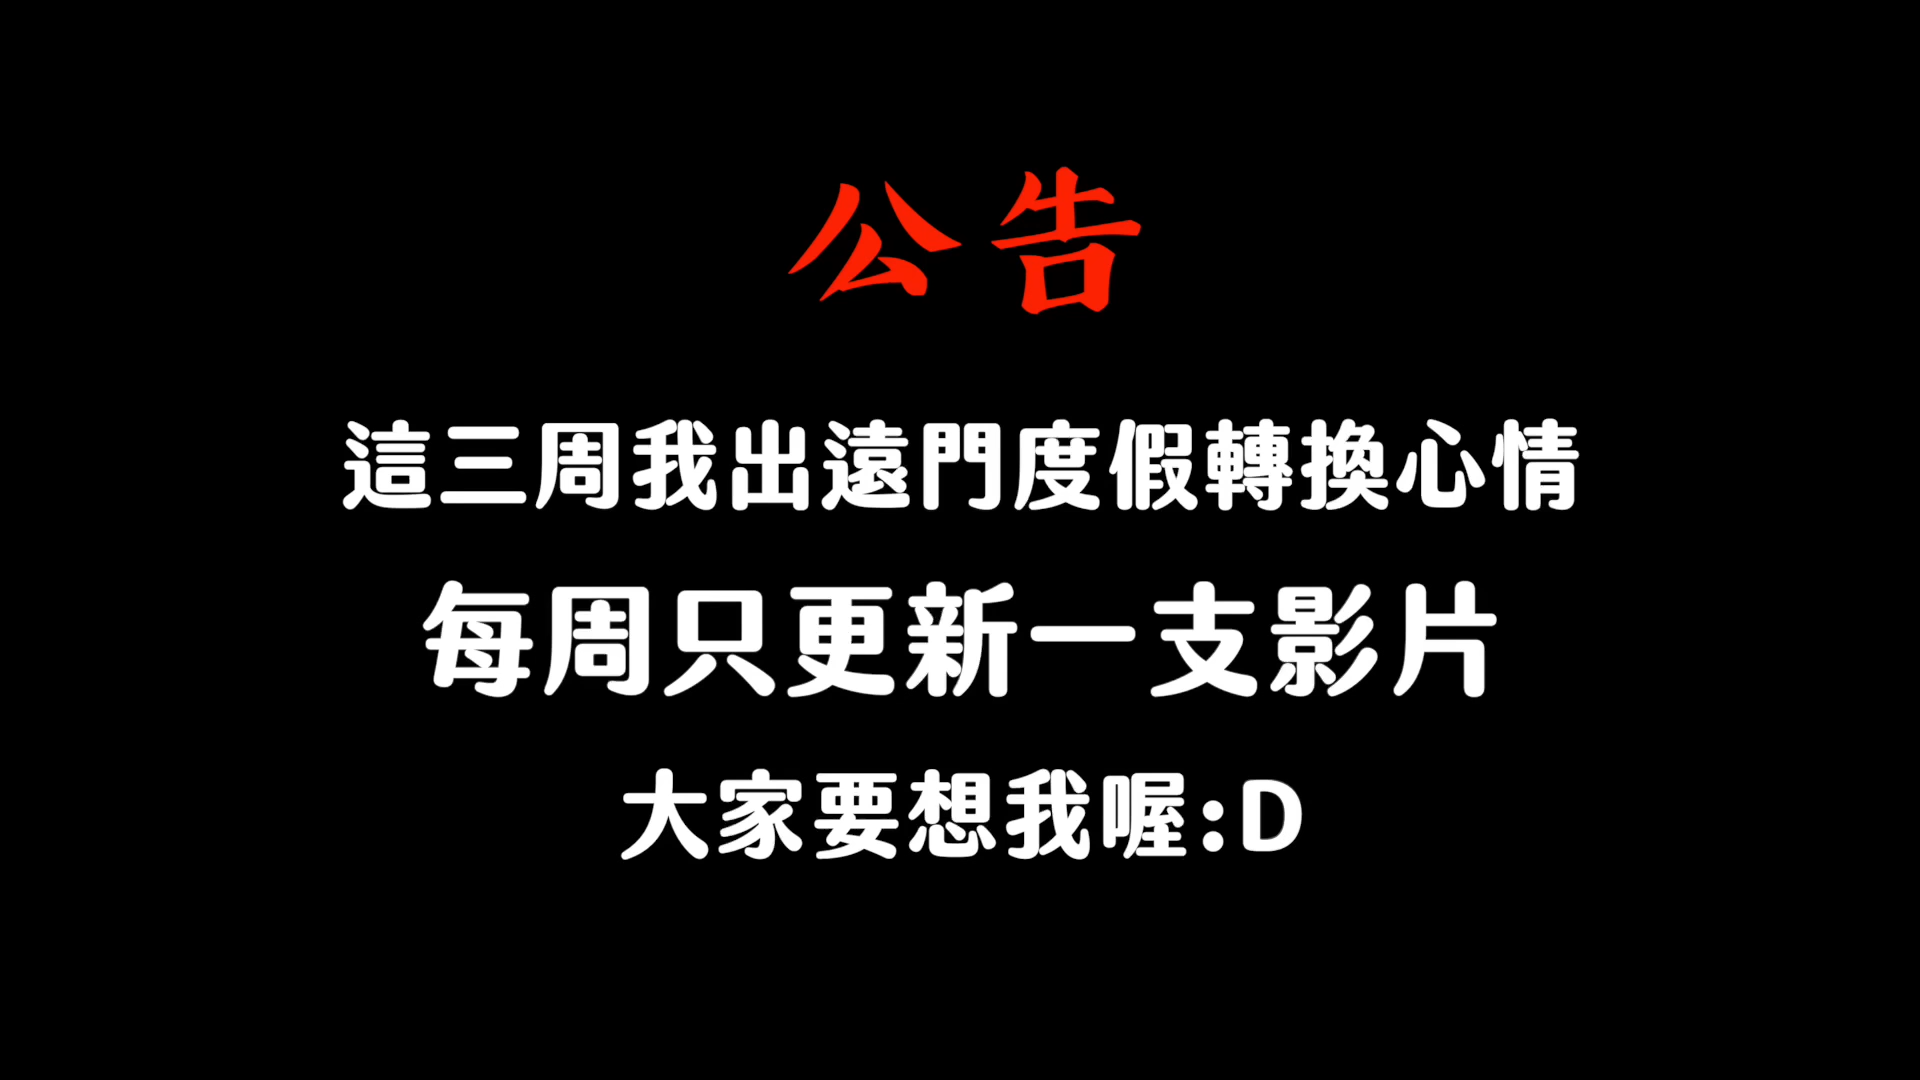 公告
這三周我出遠門度假轉換心情
每周只更新一支影片
大家要想我喔:D